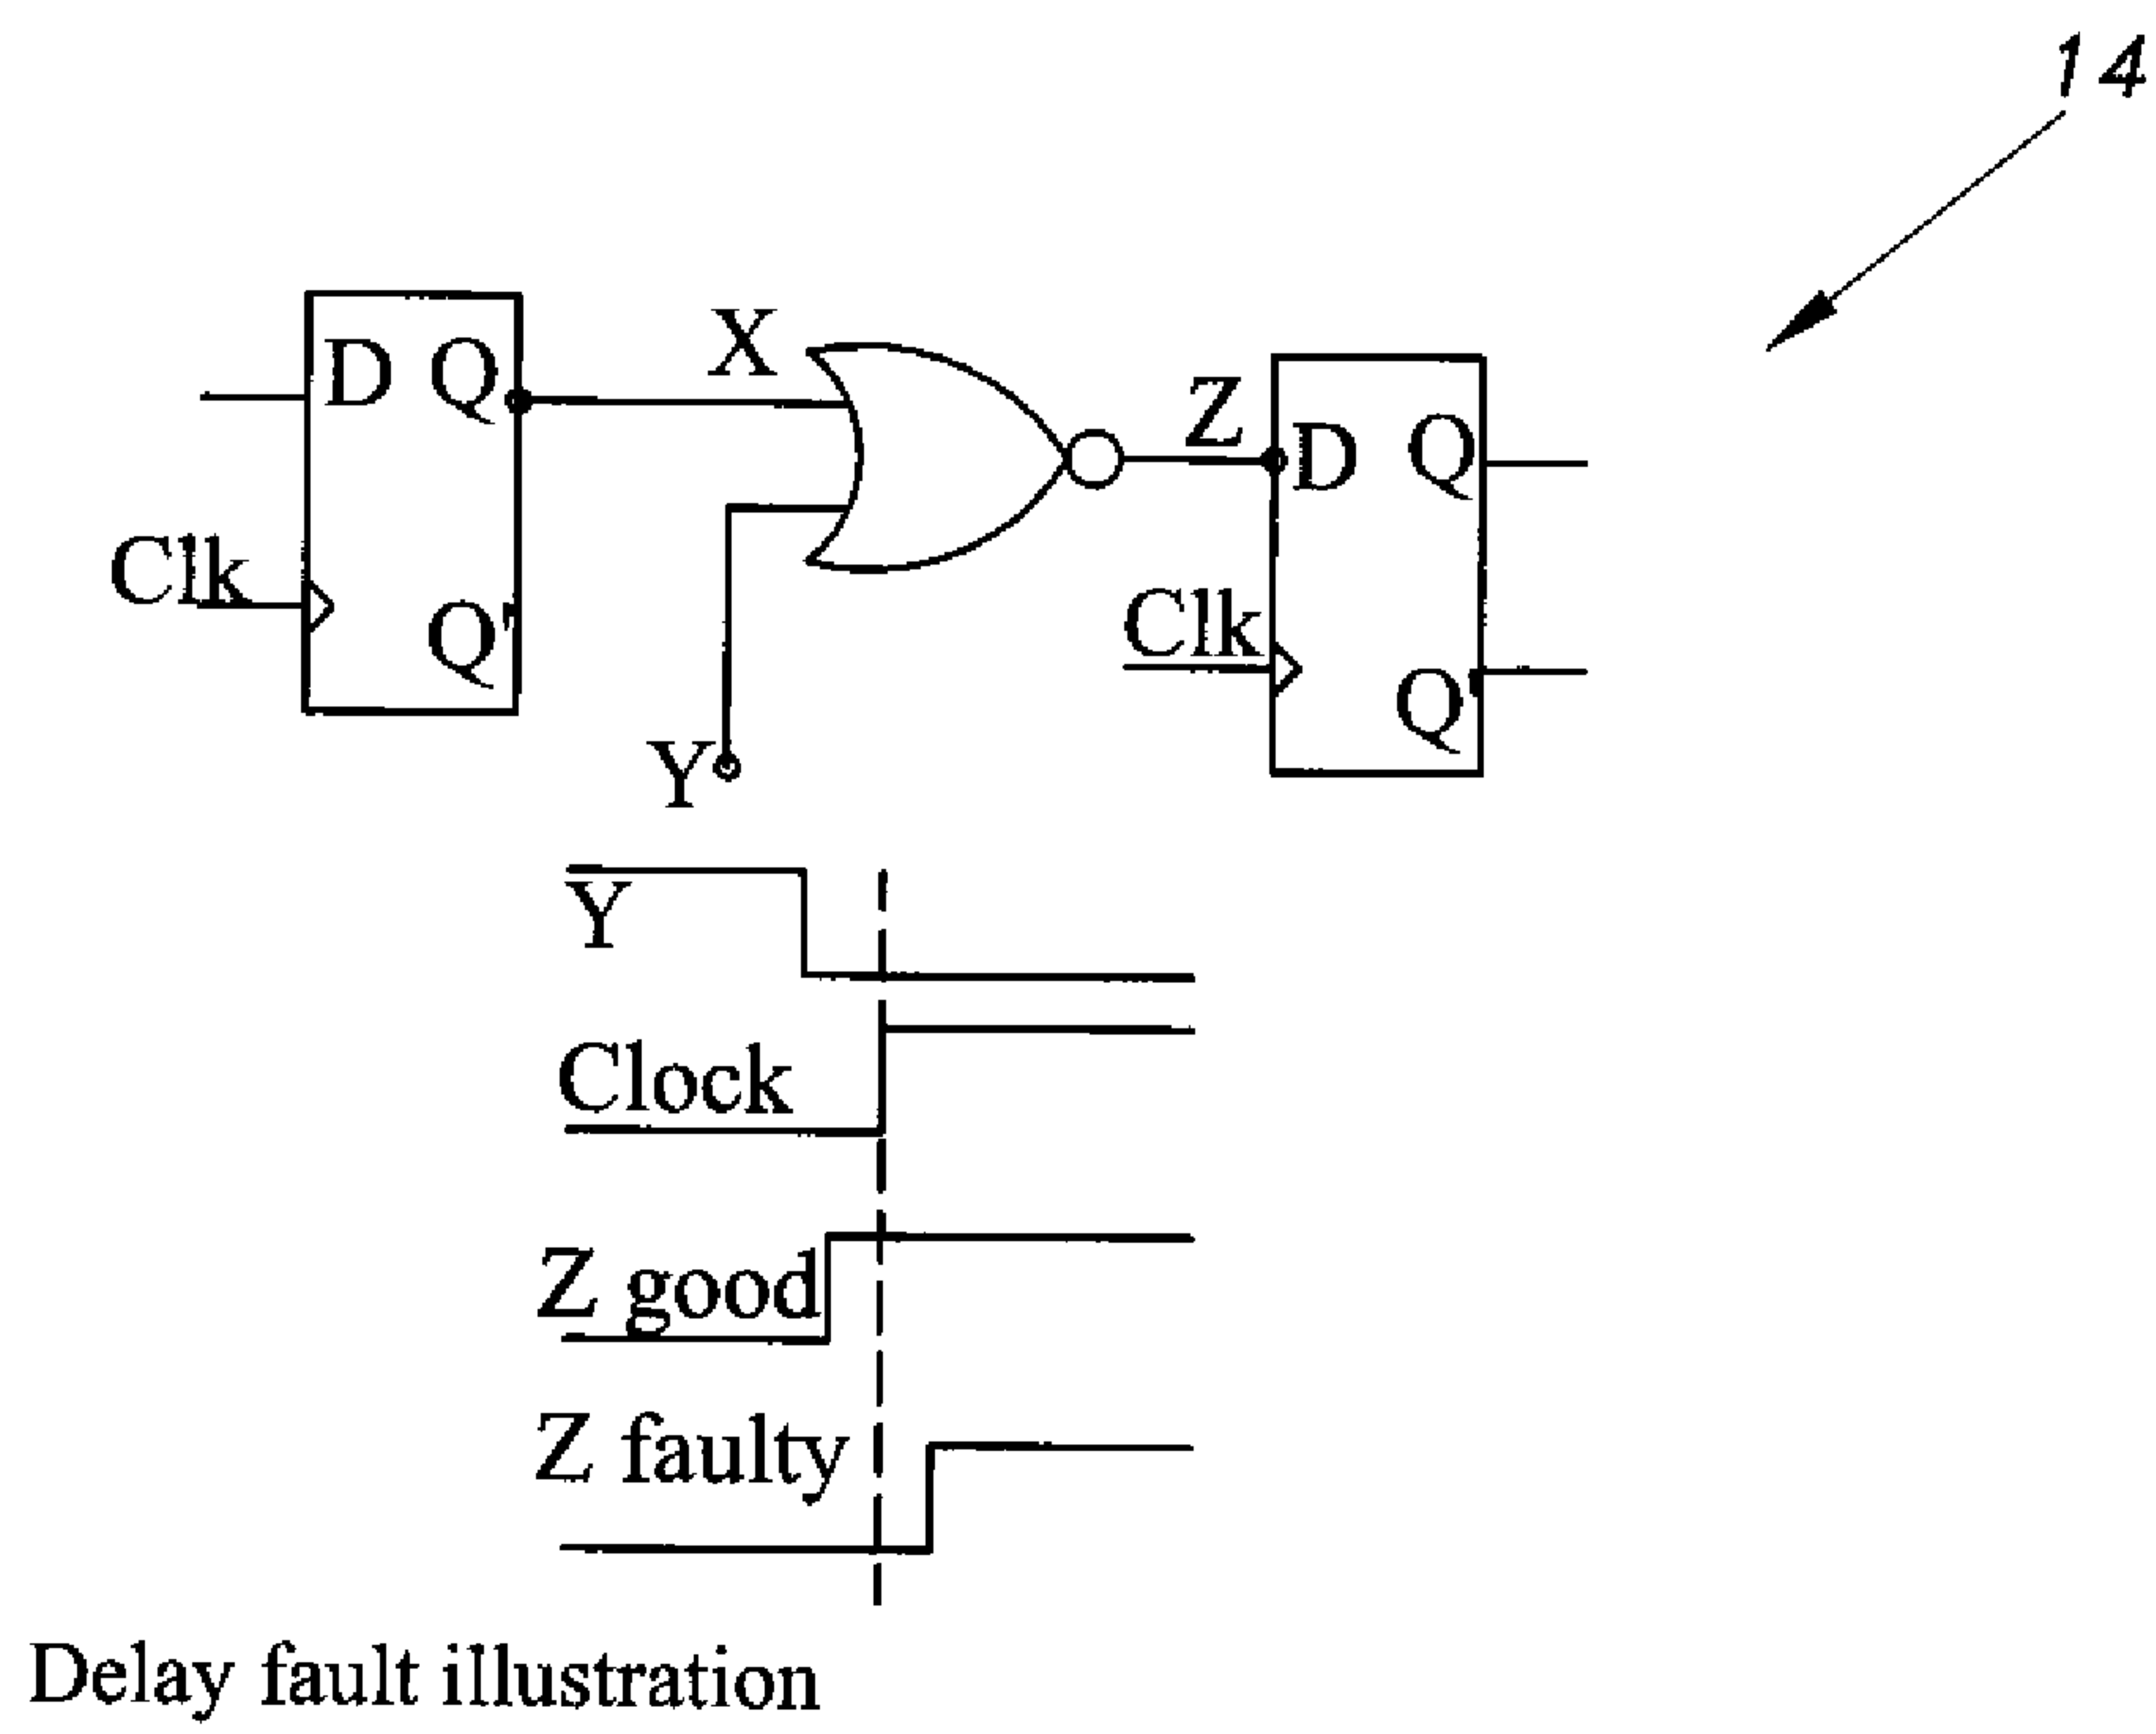 14
X
D Q
Z
D Q
Clk
Q'
Clk
Q'
Y
Y
Clock
Z good
Z faulty
Delay fault illustration